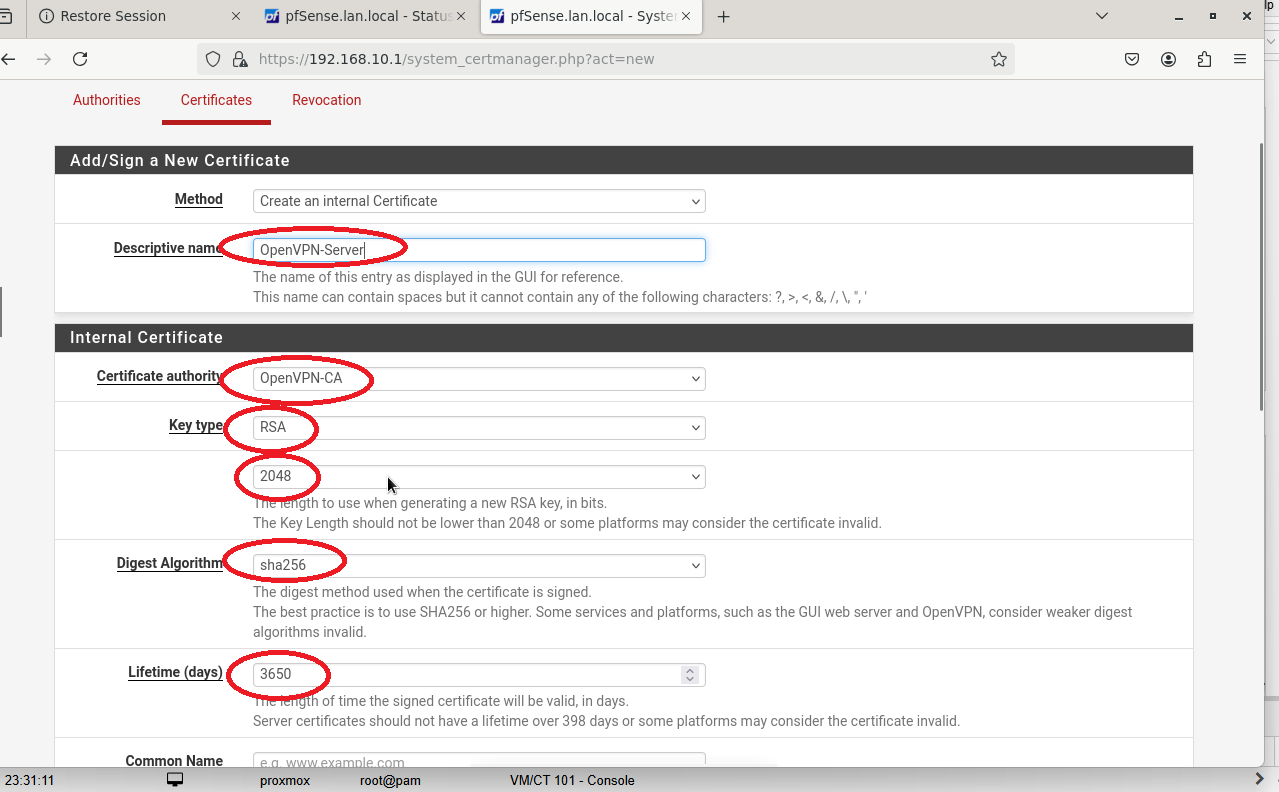 Restore Session
pfSense.lan.local - Status
pfSense.lan.local - System
lp
https://192.168.10.1/system_certmanager.php?act=new
Authorities
Certificates
Revocation
Add/Sign a New Certificate
Method
Create an internal Certificate
Descriptive name
OpenVPN-Server
The name of this entry as displayed in the GUI for reference.
This name can contain spaces but it cannot contain any of the following characters: ?, >, <, &, /, \, ", '
Internal Certificate
Certificate authority
OpenVPN-CA
Key type
RSA
2048
The length to use when generating a new RSA key, in bits.
The Key Length should not be lower than 2048 or some platforms may consider the certificate invalid.
Digest Algorithm
sha256
The digest method used when the certificate is signed.
The best practice is to use SHA256 or higher. Some services and platforms, such as the GUI web server and OpenVPN, consider weaker digest
algorithms invalid.
Lifetime (days)
3650
The length of time the signed certificate will be valid, in days.
Server certificates should not have a lifetime over 398 days or some platforms may consider the certificate invalid.
Common Name
e.g. www.example.com
23:31:11
proxmox
root@pam
VM/CT 101 - Console